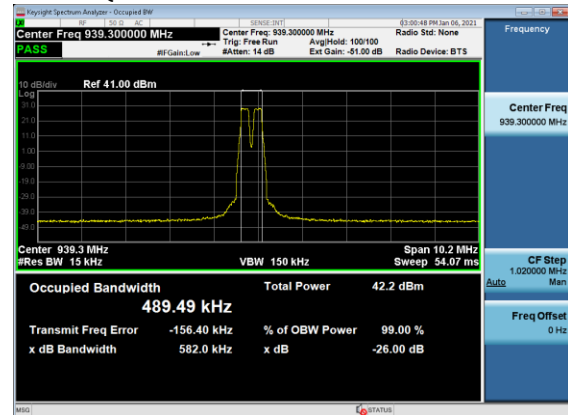 Keysight Spectrum Analyzer - Occupied BW
RF 50 Ω AC SENSE:INT 03:00:48 PM Jan 06, 2021
Center Freq 939.300000 MHz Center Freq: 939.300000 MHz Radio Std: None Frequency
PASS Trig: Free Run Avg|Hold: 100/100
#IFGain:Low #Atten: 14 dB Ext Gain: -51.00 dB Radio Device: BTS
10 dB/div Ref 41.00 dBm
Log
31.0
21.0
11.0
1.00
-9.00
-19.0
-29.0
-39.0
-49.0
Center Freq
939.300000 MHz
Center 939.3 MHz Span 10.2 MHz
#Res BW 15 kHz VBW 150 kHz Sweep 54.07 ms
CF Step
1.020000 MHz
Auto Man
Occupied Bandwidth Total Power 42.2 dBm
489.49 kHz
Transmit Freq Error -156.40 kHz % of OBW Power 99.00 %
x dB Bandwidth 582.0 kHz x dB -26.00 dB
Freq Offset
0 Hz
MSG STATUS